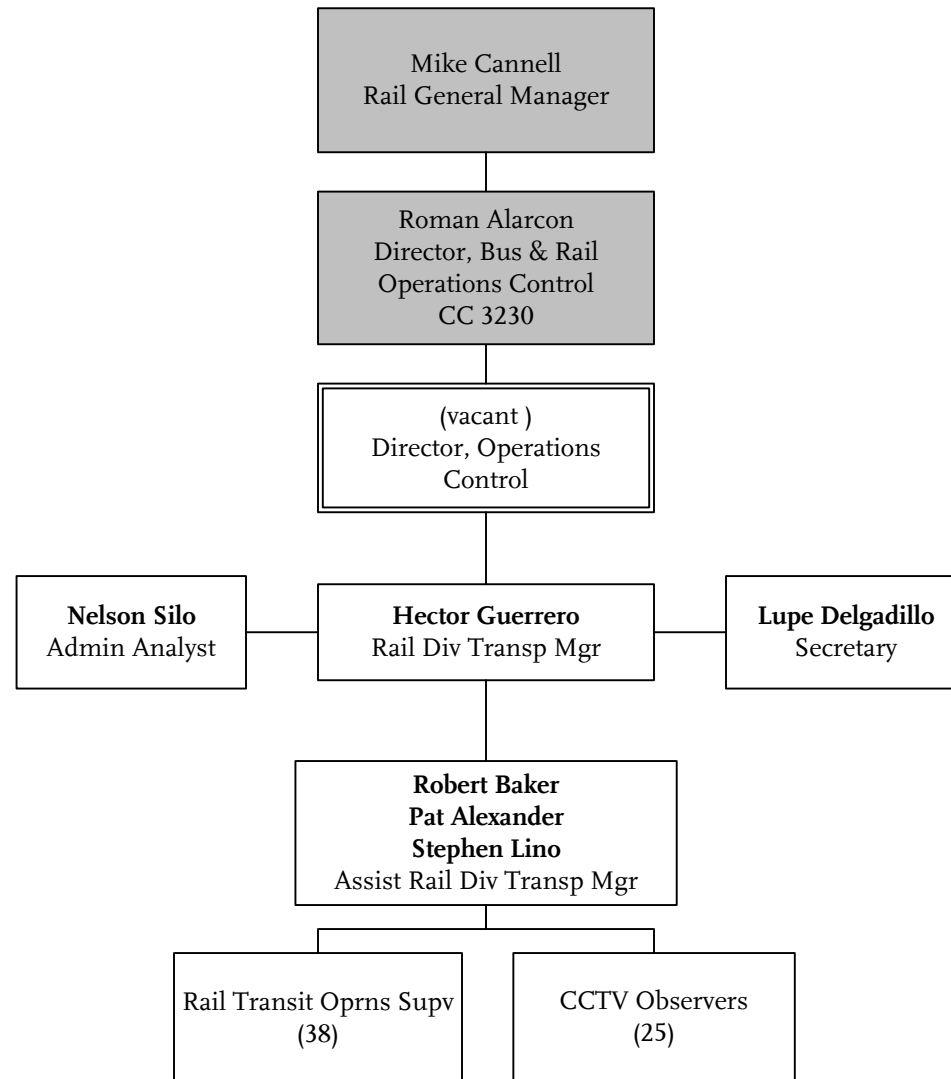 Mike Cannell
Rail General Manager
Roman Alarcon
Director, Bus & Rail
Operations Control
CC 3230
(vacant )
Director, Operations
Control
Nelson Silo
Admin Analyst
Hector Guerrero
Rail Div Transp Mgr
Lupe Delgadillo
Secretary
Robert Baker
Pat Alexander
Stephen Lino
Assist Rail Div Transp Mgr
Rail Transit Oprns Supv
(38)
CCTV Observers
(25)